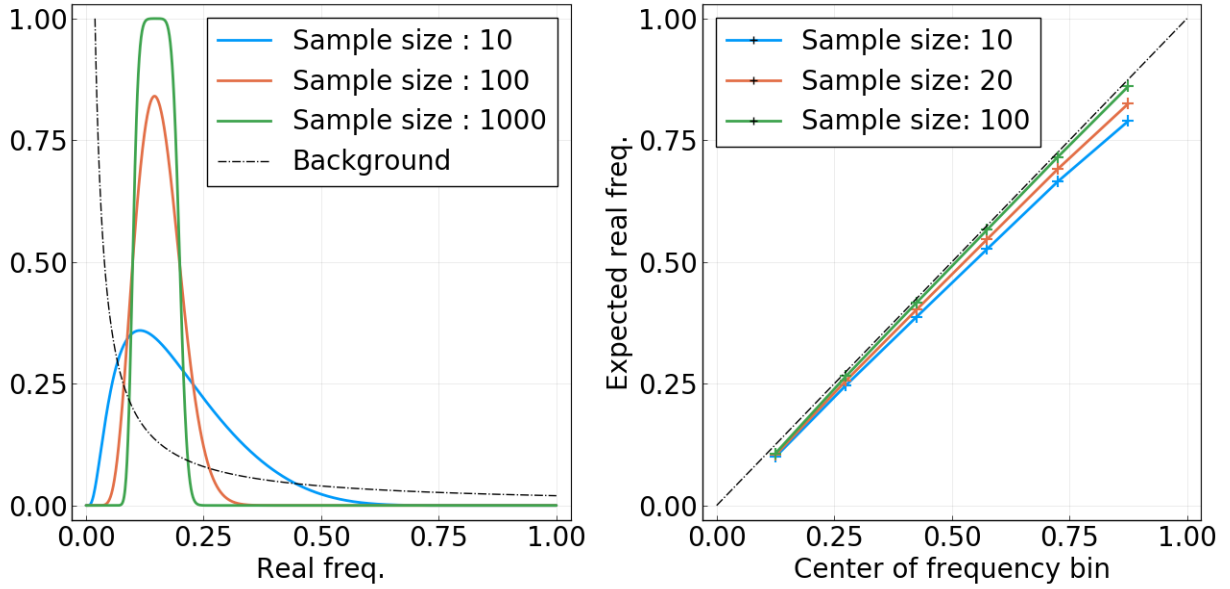 1.00
0.75
0.50
0.25
0.00
0.00 0.25 0.50 0.75 1.00
Real freq.
Sample size : 10
Sample size : 100
Sample size : 1000
Background
Expected real freq.
1.00
0.75
0.50
0.25
0.00
0.00 0.25 0.50 0.75 1.00
Center of frequency bin
Sample size: 10
Sample size: 20
Sample size: 100